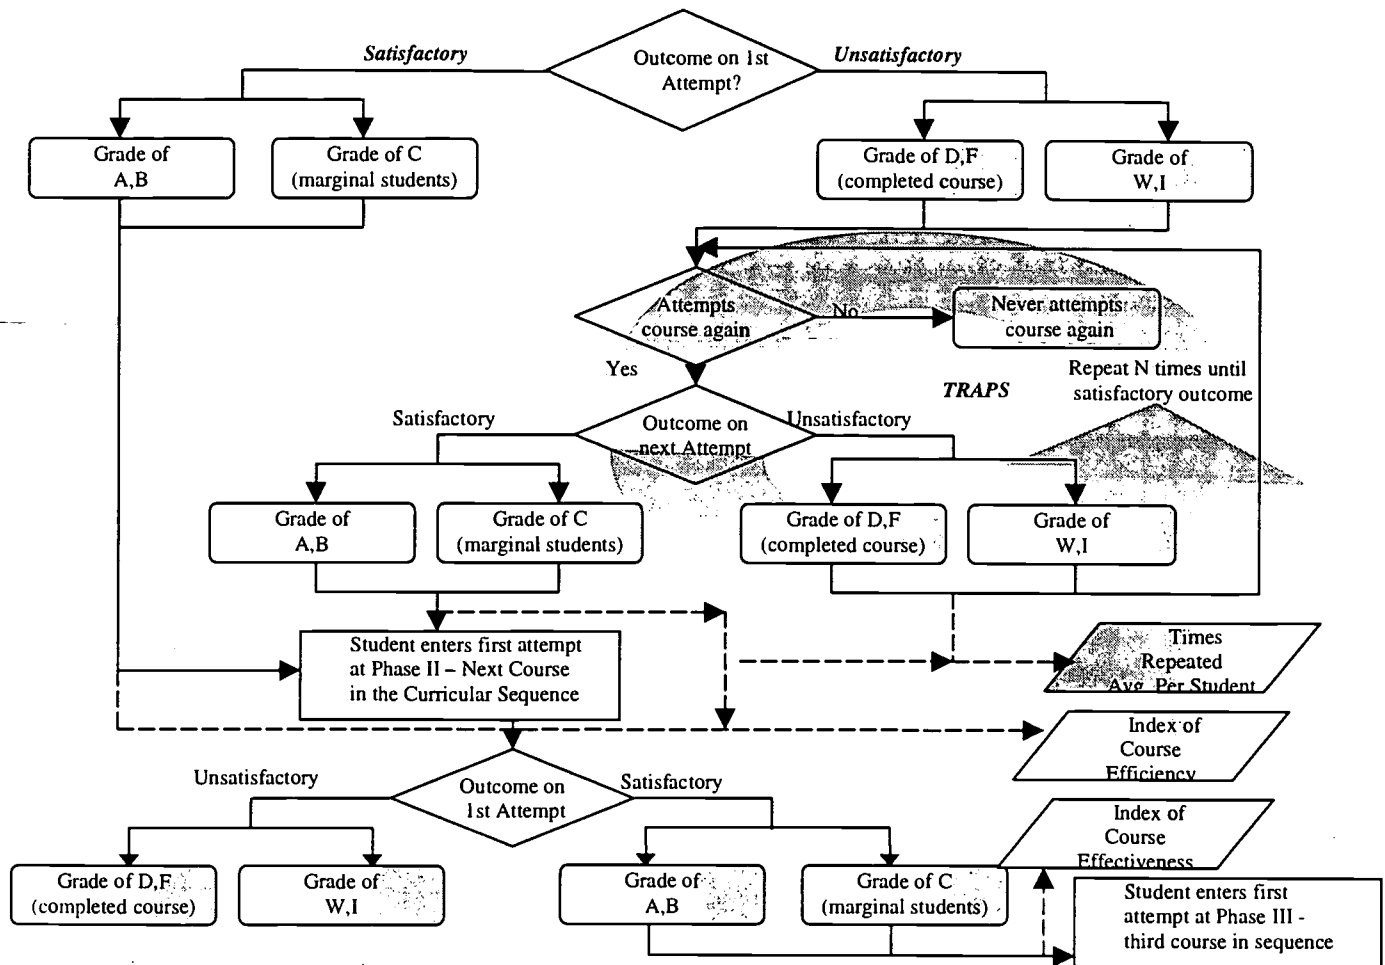 Satisfactory
Outcome on 1st
Attempt?
Unsatisfactory
Grade of
A,B
Grade of C
(marginal students)
Grade of D,F
(completed course)
Grade of
W,I
Attempts
course again
No
Never attempts
course again
Yes
TRAPS
Repeat N times until
satisfactory outcome
Satisfactory
Outcome on
next Attempt
Unsatisfactory
Grade of
A,B
Grade of C
(marginal students)
Grade of D,F
(completed course)
Grade of
W,I
Student enters first attempt
at Phase II – Next Course
in the Curricular Sequence
Times
Repeated
Avg. Per Student
Index of
Course
Efficiency
Unsatisfactory
Outcome on
1st Attempt
Satisfactory
Index of
Course
Effectiveness
Grade of D,F
(completed course)
Grade of
W,I
Grade of
A,B
Grade of C
(marginal students)
Student enters first
attempt at Phase III -
third course in sequence